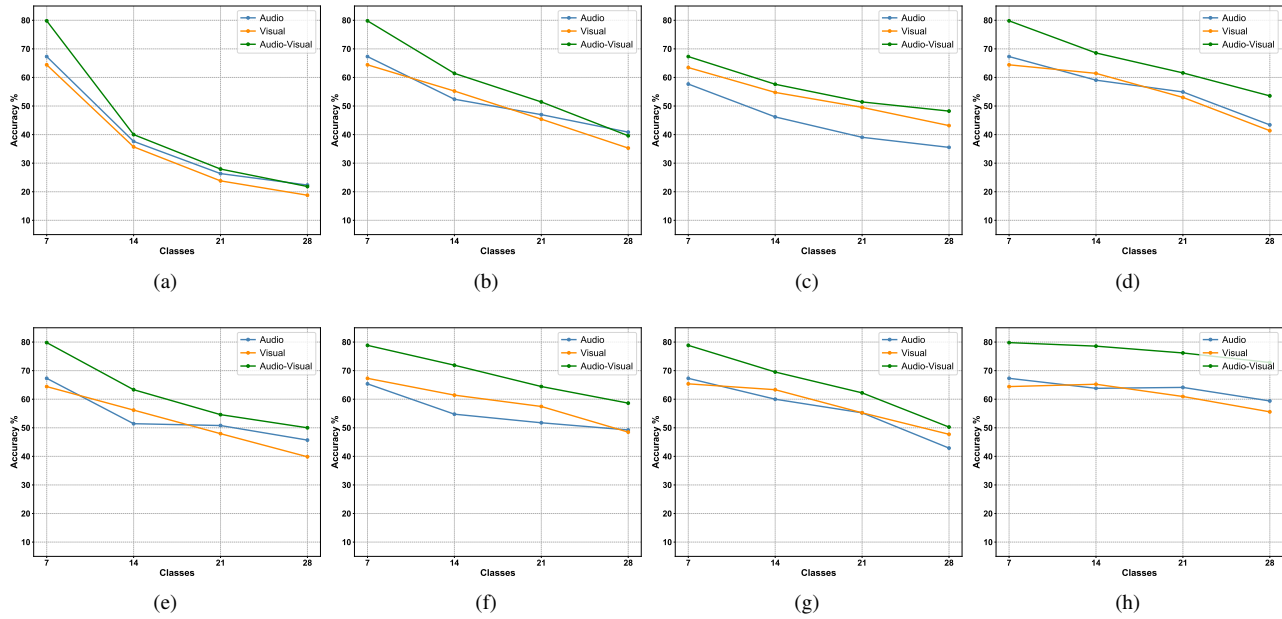 80
70
60
50
40
30
20
10
Accuracy %
7 14 21 28
Classes
Audio
Visual
Audio-Visual
(a)
80
70
60
50
40
30
20
10
Accuracy %
7 14 21 28
Classes
Audio
Visual
Audio-Visual
(b)
80
70
60
50
40
30
20
10
Accuracy %
7 14 21 28
Classes
Audio
Visual
Audio-Visual
(c)
80
70
60
50
40
30
20
10
Accuracy %
7 14 21 28
Classes
Audio
Visual
Audio-Visual
(d)
80
70
60
50
40
30
20
10
Accuracy %
7 14 21 28
Classes
Audio
Visual
Audio-Visual
(e)
80
70
60
50
40
30
20
10
Accuracy %
7 14 21 28
Classes
Audio
Visual
Audio-Visual
(f)
80
70
60
50
40
30
20
10
Accuracy %
7 14 21 28
Classes
Audio
Visual
Audio-Visual
(g)
80
70
60
50
40
30
20
10
Accuracy %
7 14 21 28
Classes
Audio
Visual
Audio-Visual
(h)